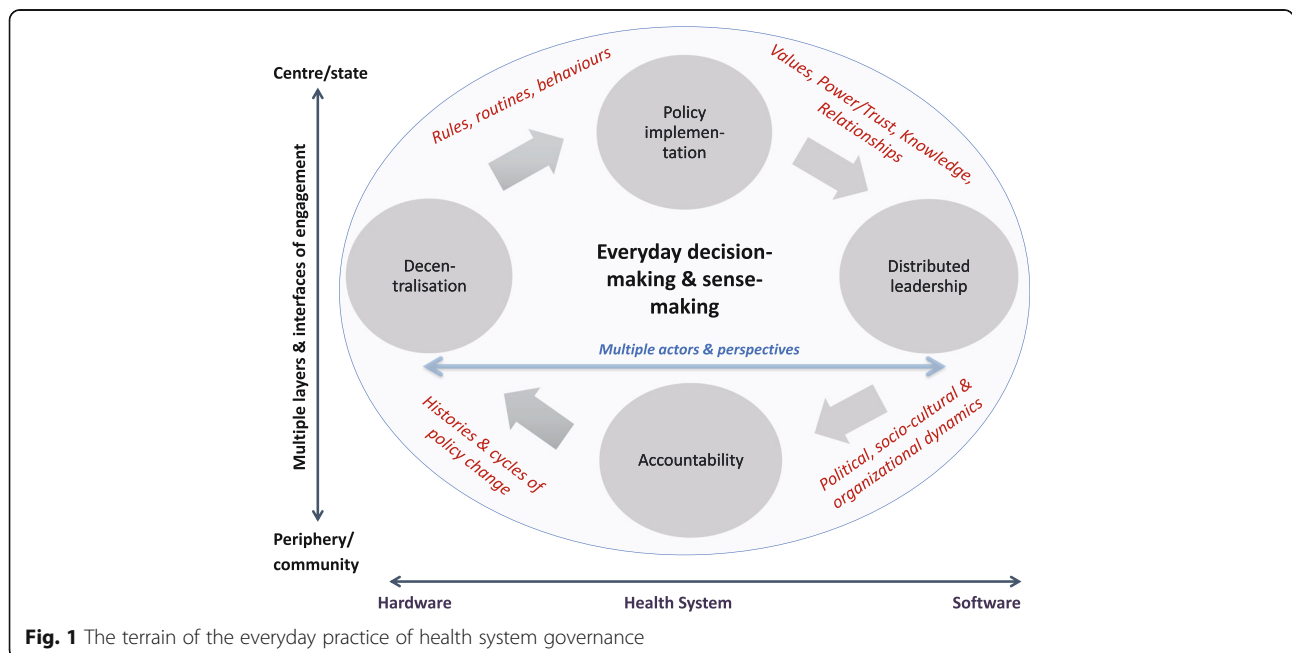 Centre/state
Rules, routines, behaviours
Policy
implemen-
tation
Values, Power/Trust, Knowledge,
Relationships
Multiple layers & interfaces of engagement
Decen-
tralisation
Everyday decision-
making & sense-
making
Distributed
leadership
Multiple actors & perspectives
Histories & cycles of
policy change
Accountability
Political, socio-cultural &
organizational dynamics
Periphery/
community
Hardware
Health System
Software
Fig. 1 The terrain of the everyday practice of health system governance